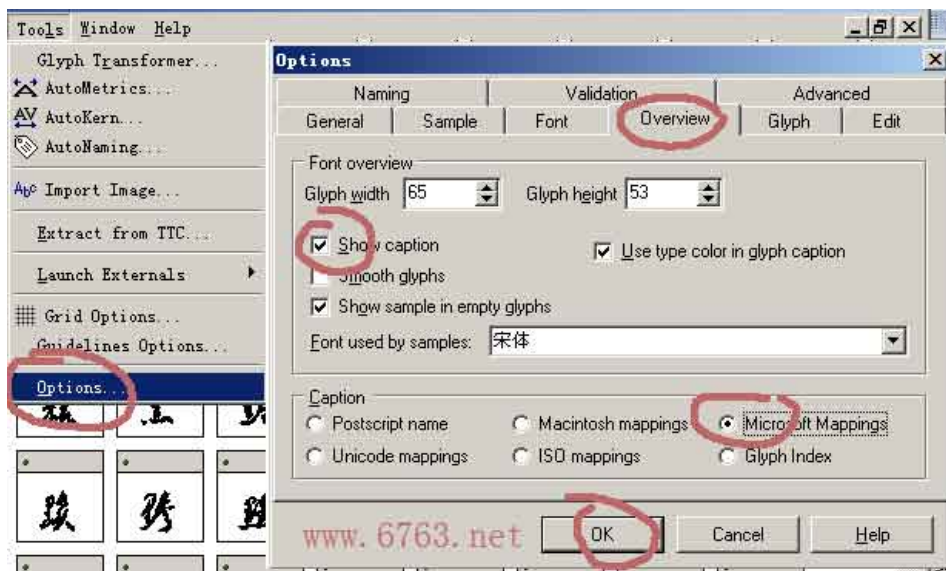 Tools Window Help
Glyph Transformer...
AutoMetrics...
AutoKern...
AutoNaming...
Import Image...
Extract from TTC...
Launch Externals
Grid Options...
Guidelines Options...
Options...
Options
Naming Validation Advanced
General Sample Font Overview Glyph Edit
Font overview
Glyph width 65 Glyph height 53
Show caption Use type color in glyph caption
Smooth glyphs
Show sample in empty glyphs
Font used by samples: 宋体
Caption
Postscript name Macintosh mappings Microsoft Mappings
Unicode mappings ISO mappings Glyph Index
www.6763.net OK Cancel Help